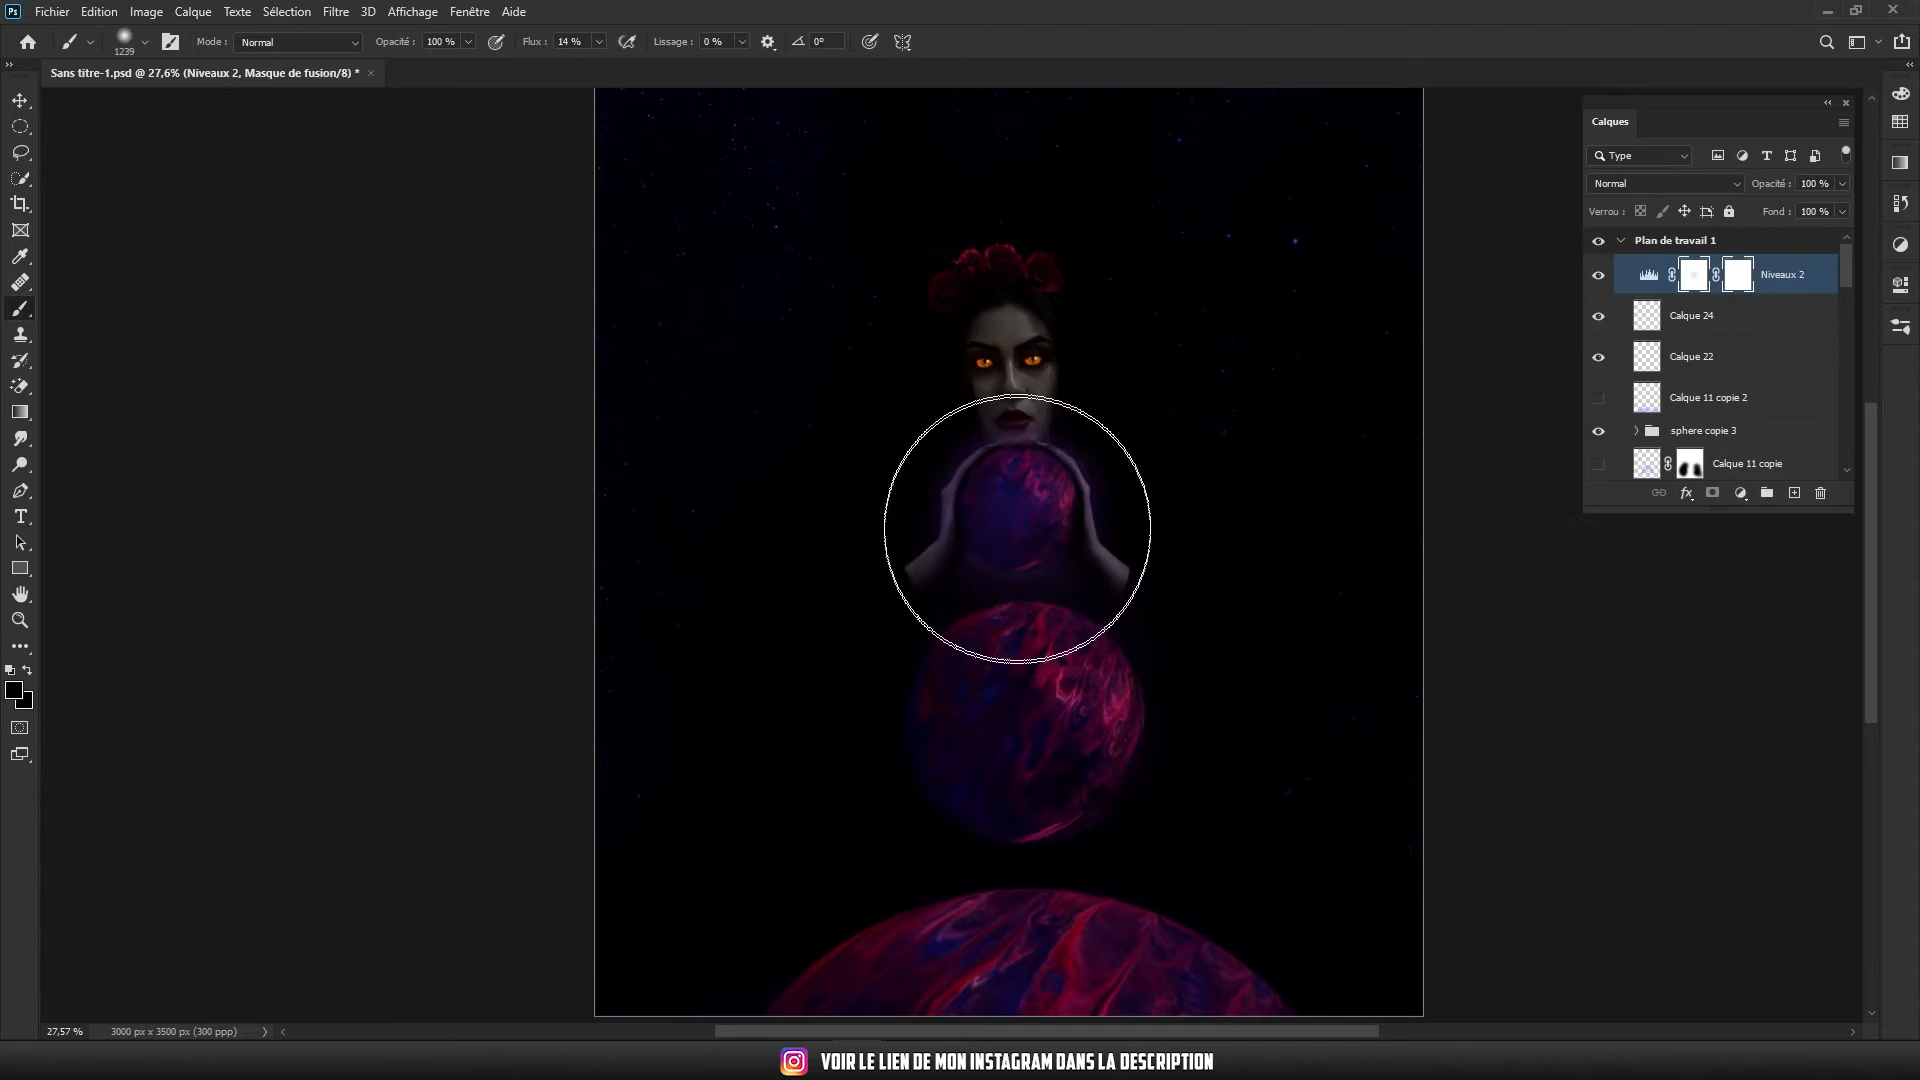 Ps Fichier Edition Image Calque Texte Sélection Filtre 3D Affichage Fenêtre Aide
1239 Mode : Normal Opacité : 100 % Flux : 14 % Lissage : 0 % 0°
Sans titre-1.psd @ 27,6% (Niveaux 2, Masque de fusion/8) *
Calques
Type
Normal Opacité : 100 %
Verrou : Fond : 100 %
Plan de travail 1
Niveaux 2
Calque 24
Calque 22
Calque 11 copie 2
sphere copie 3
Calque 11 copie
fx
27,57 % 3000 px x 3500 px (300 ppp)
VOIR LE LIEN DE MON INSTAGRAM DANS LA DESCRIPTION